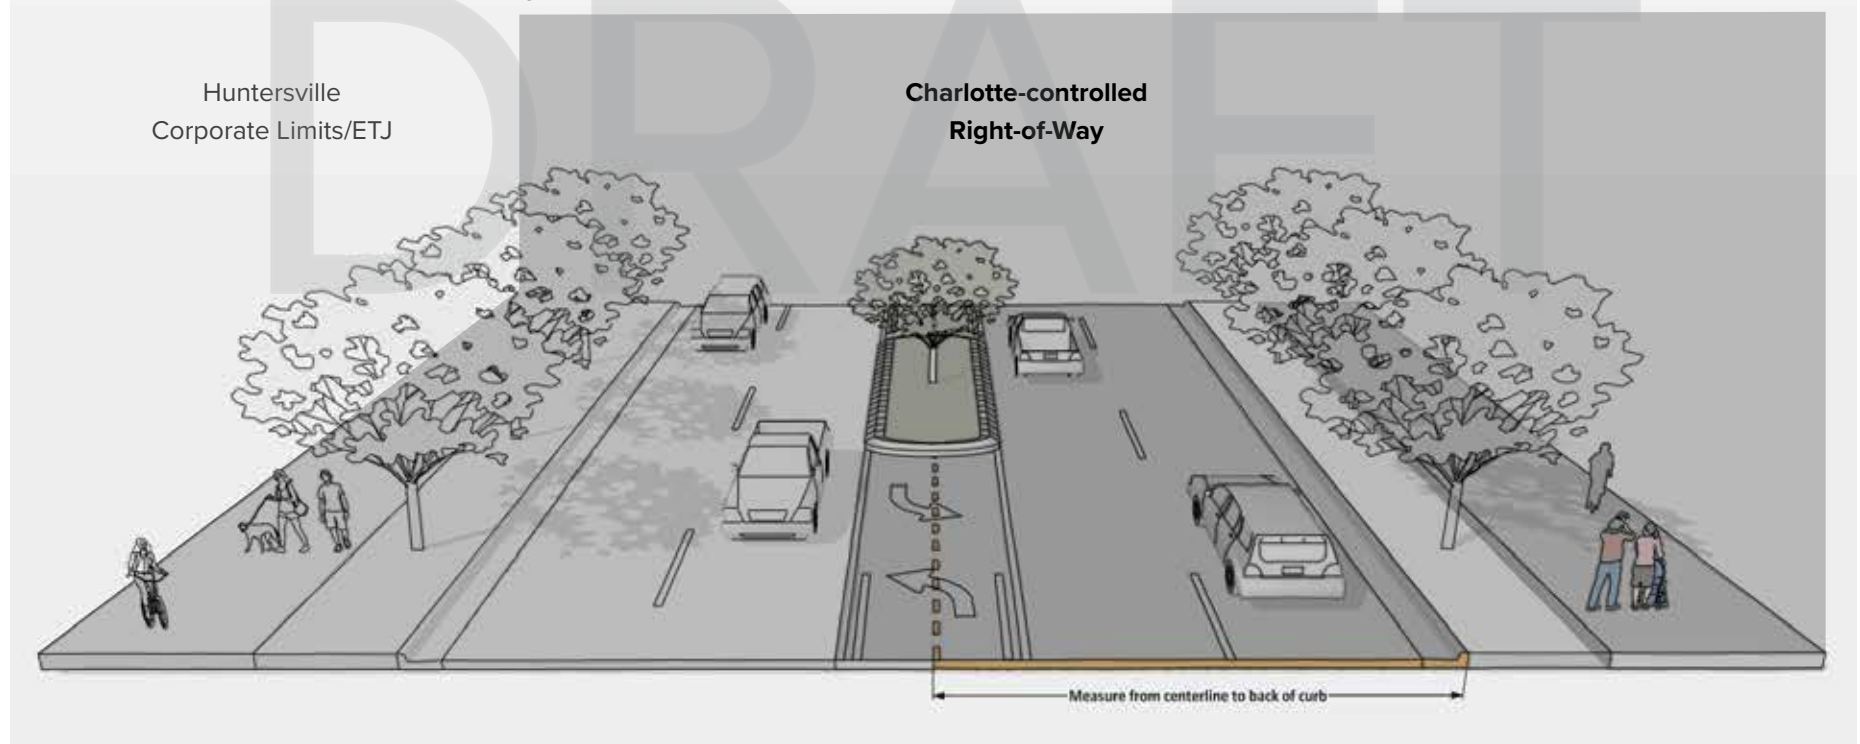 DRAFT
Huntersville
Corporate Limits/ETJ
Charlotte-controlled
Right-of-Way
Measure from centerline to back of curb